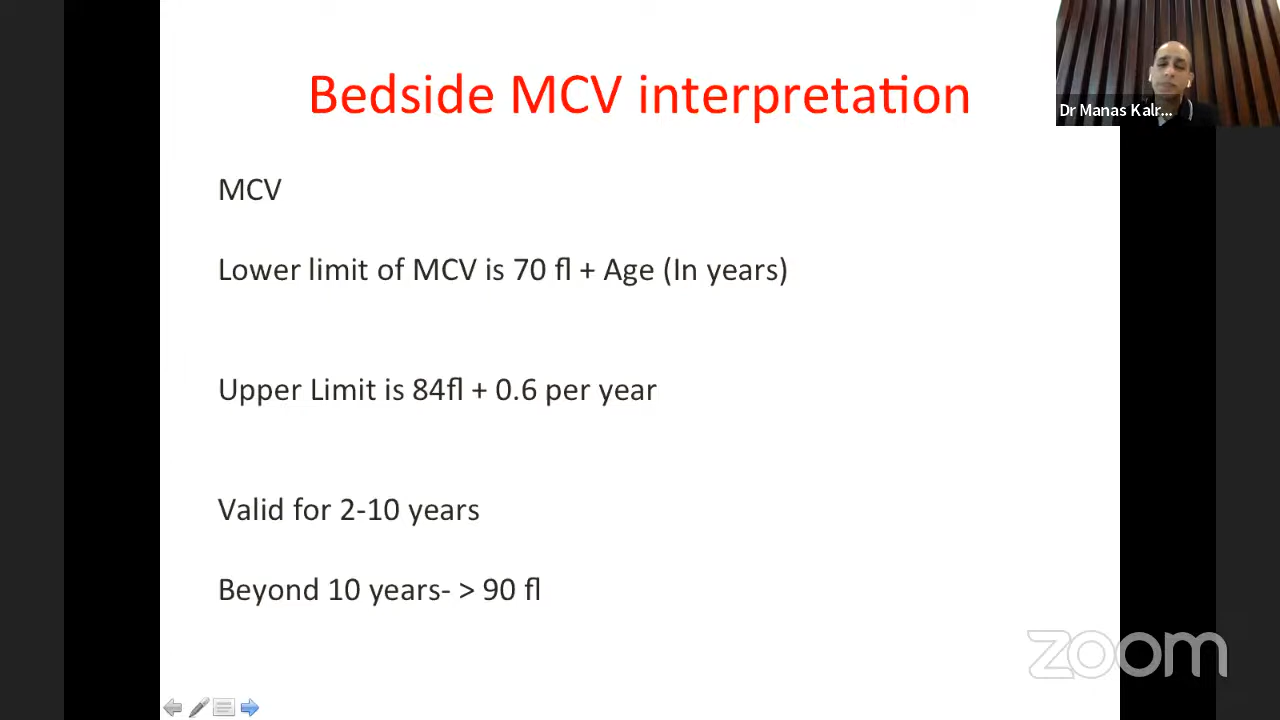 Bedside MCV interpretation
Dr Manas Kalr...
MCV
Lower limit of MCV is 70 fl + Age (In years)
Upper Limit is 84fl + 0.6 per year
Valid for 2-10 years
Beyond 10 years- > 90 fl
zoom